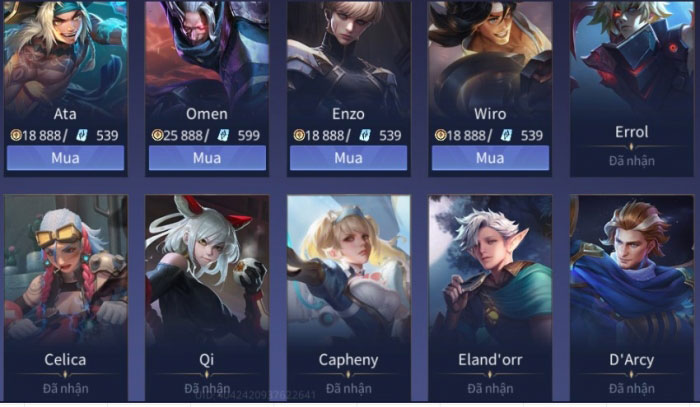 Ata Omen Enzo Wiro Errol
18 888/ 539 25 888/ 599 18 888/ 539 18 888/ 539 Đã nhận
Mua Mua Mua Mua
Celica Qi Capheny Eland'orr D'Arcy
Đã nhận Đã nhận Đã nhận Đã nhận Đã nhận